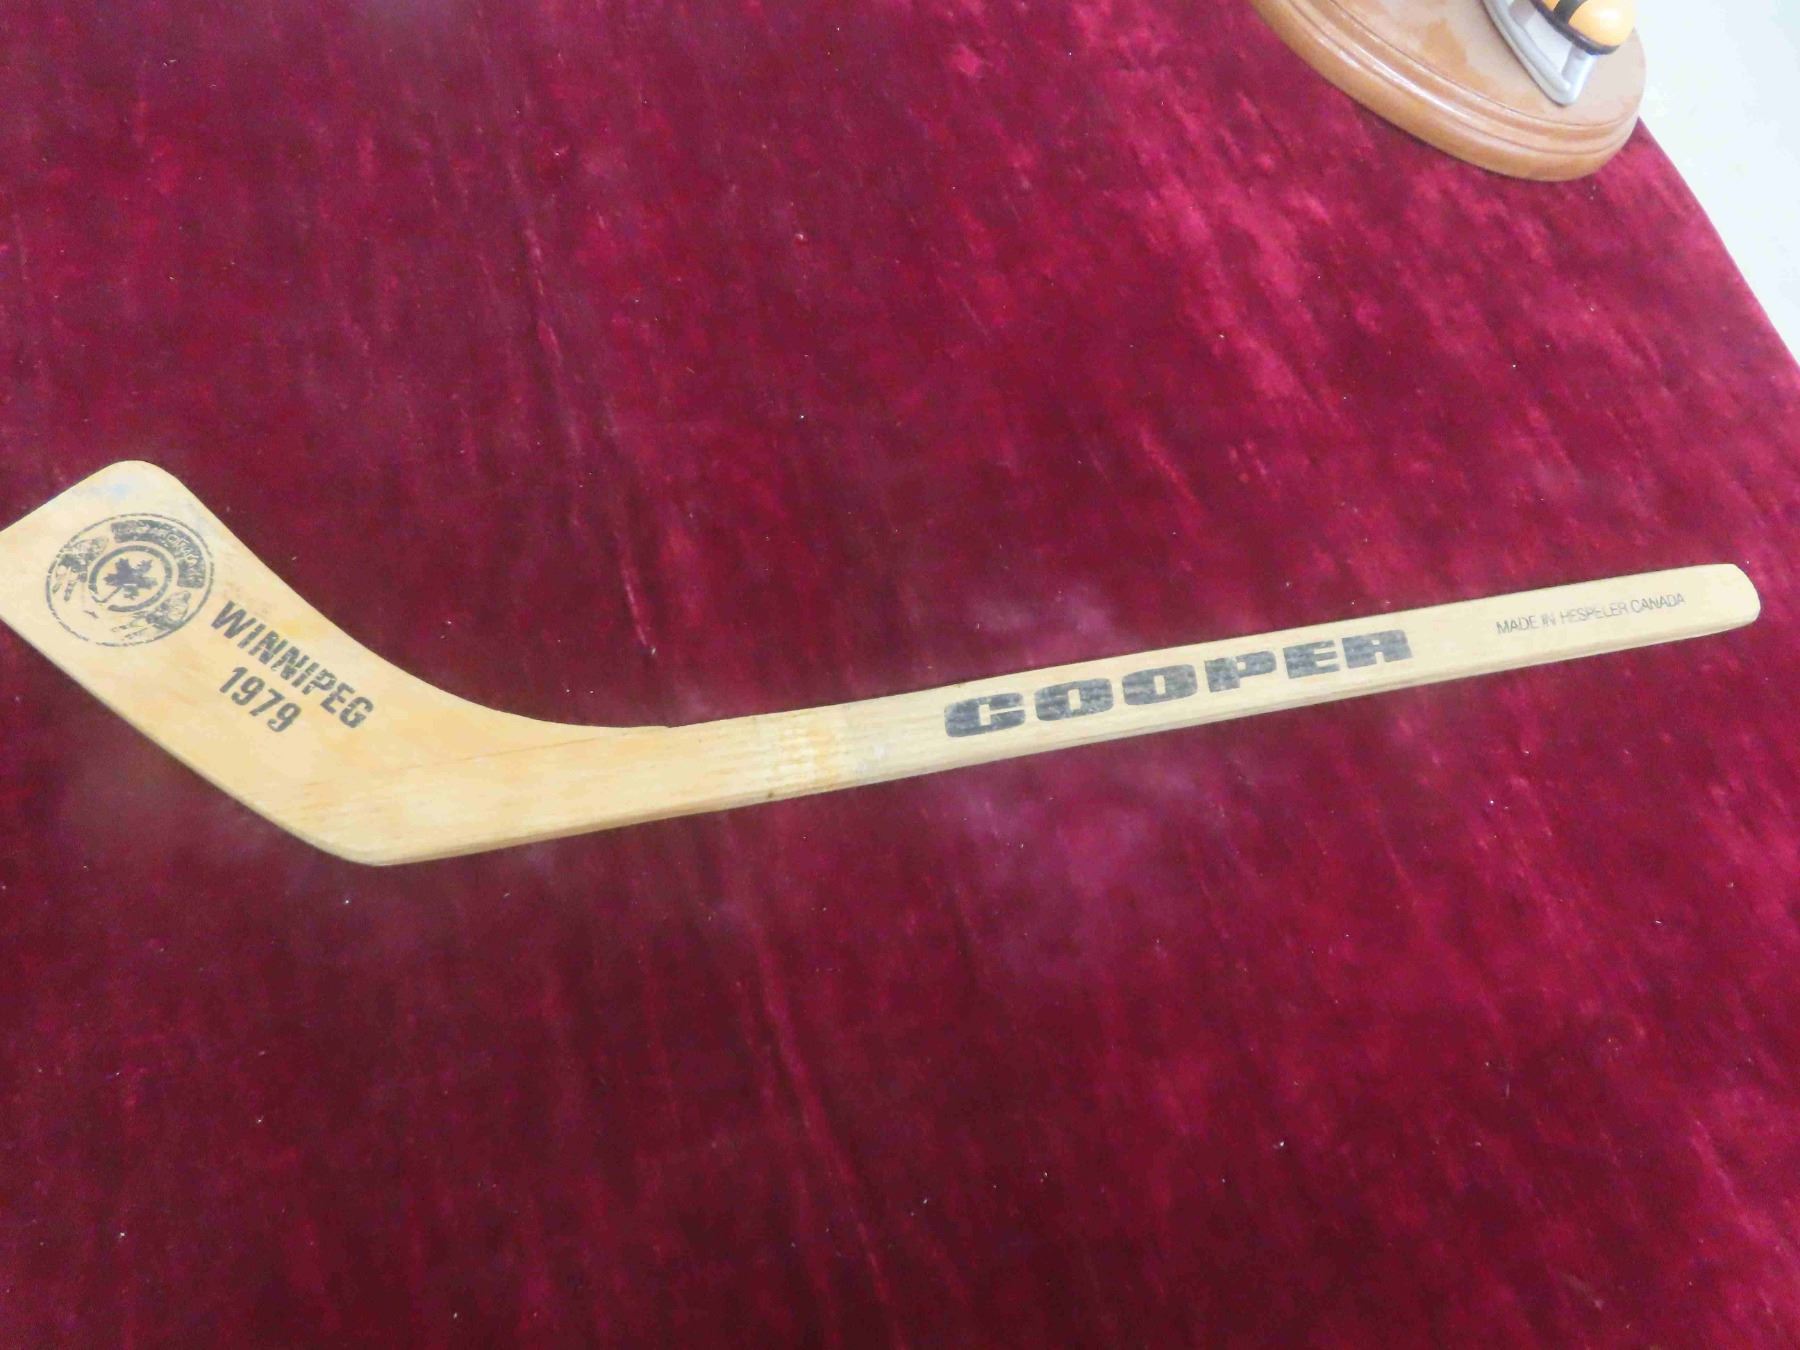 WINNIPEG
1979
COOPER
MADE IN HESPELER CANADA